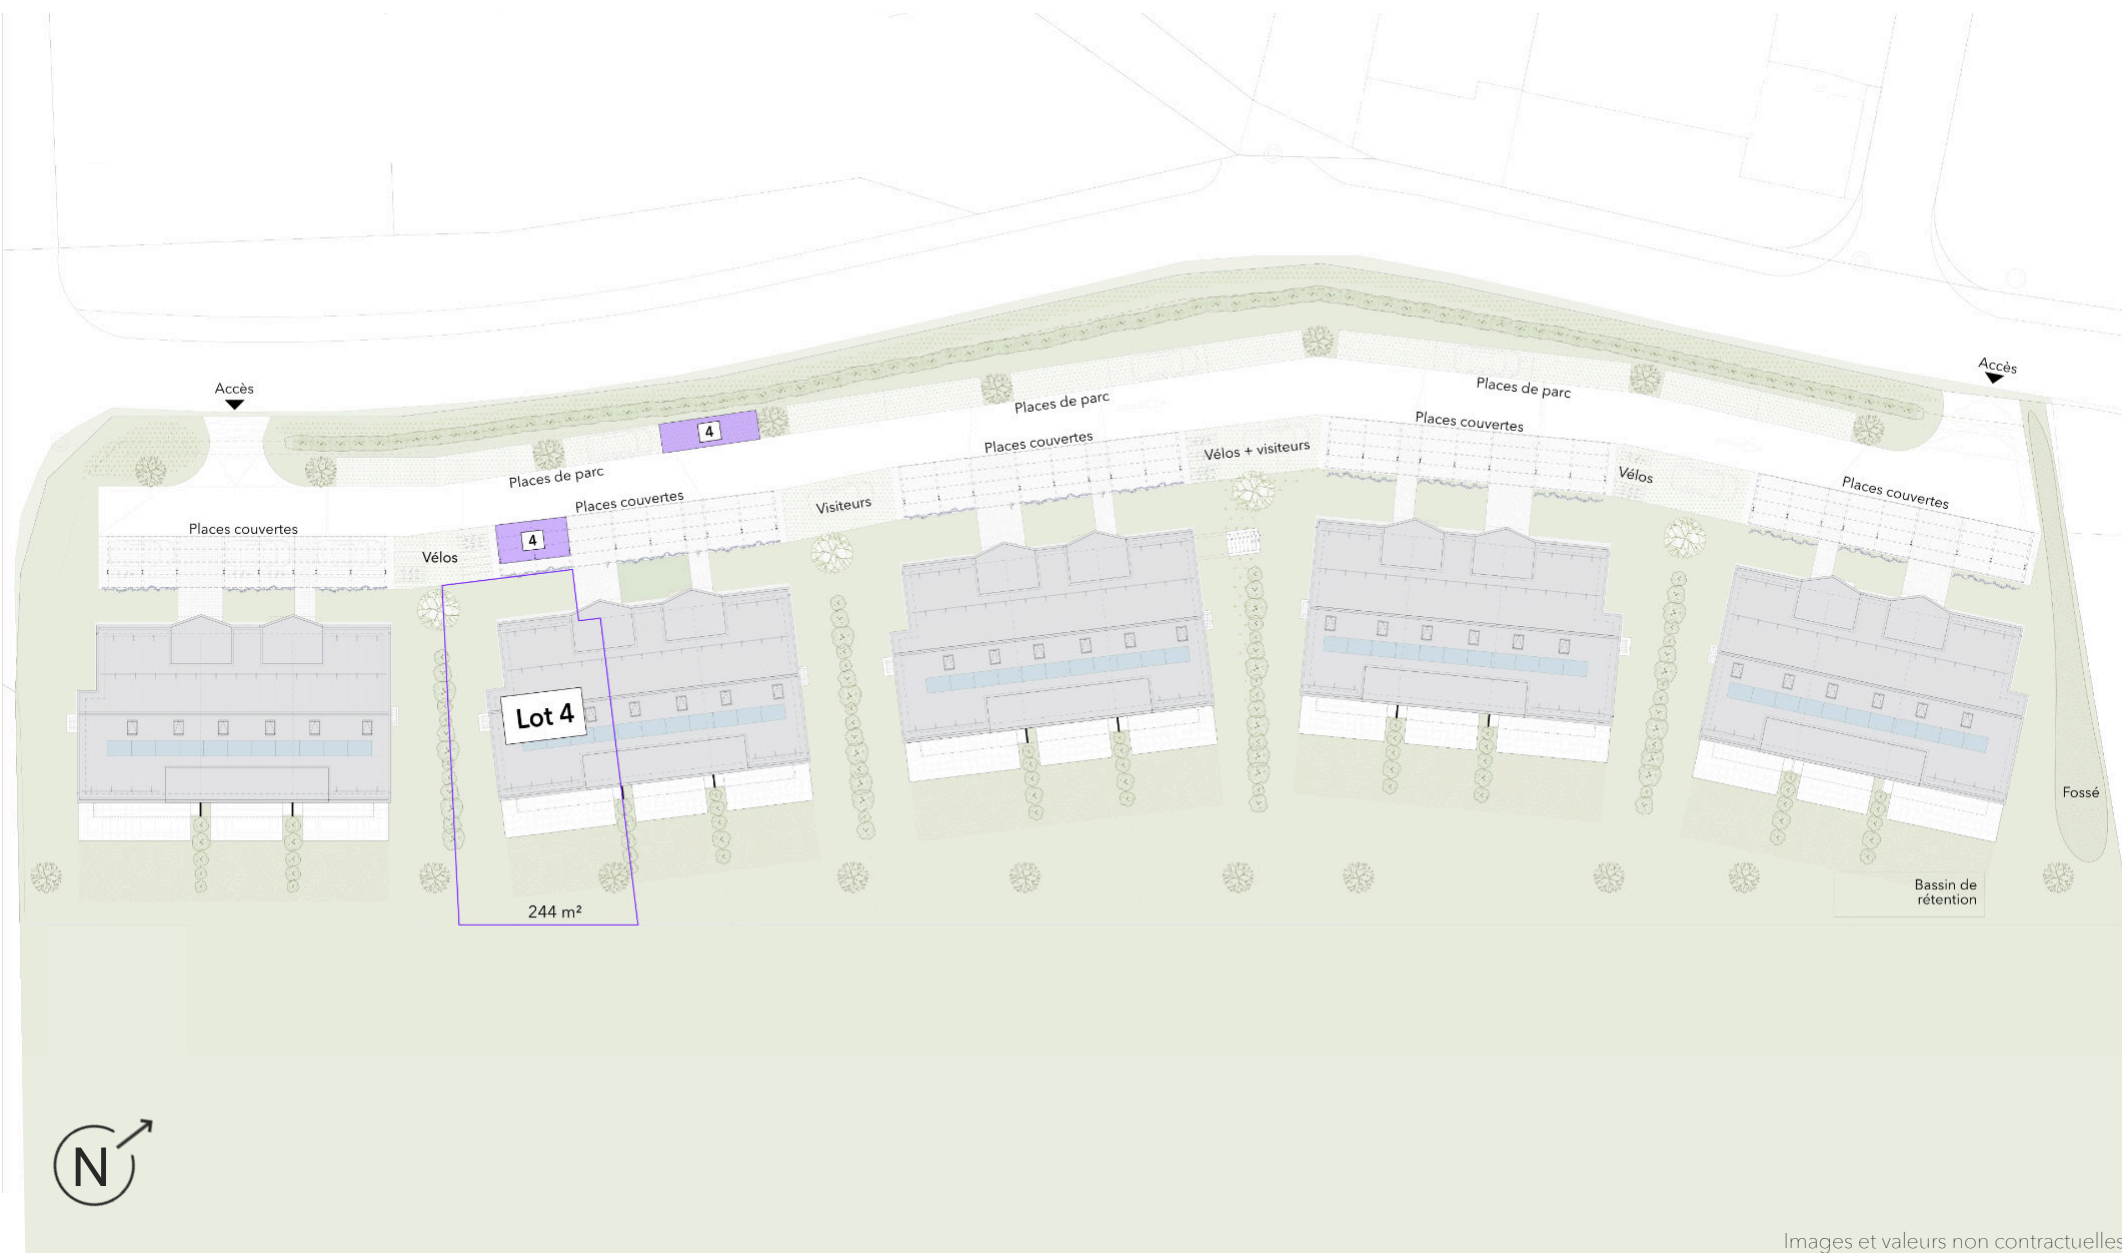 Accès
Accès
Places de parc
Places de parc
4
Places couvertes
Places couvertes
Vélos + visiteurs
Places de parc
Vélos
Places couvertes
Places couvertes
Visiteurs
Places couvertes
4
Vélos
Lot 4
Fossé
Bassin de
rétention
244 m²
N
Images et valeurs non contractuelles